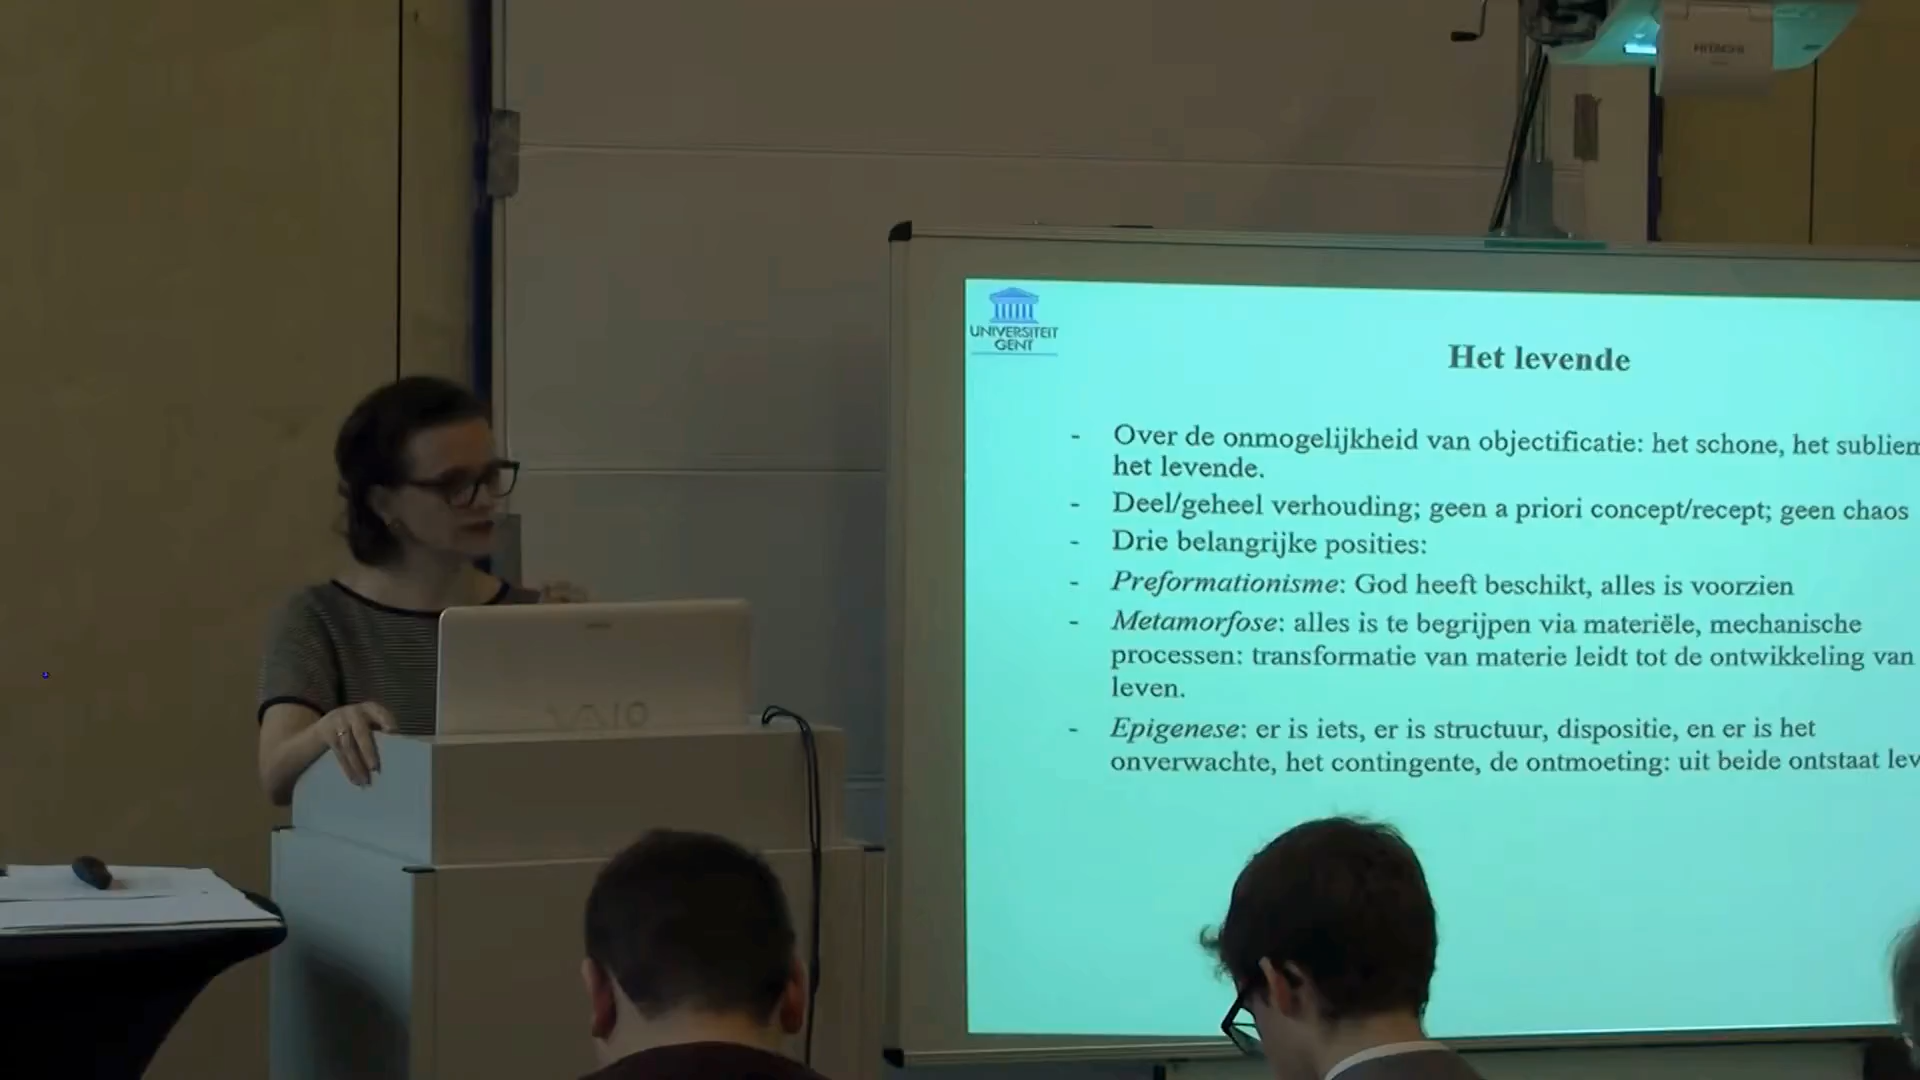 HITACHI
UNIVERSITEIT
GENT
Het levende
- Over de onmogelijkheid van objectificatie: het schone, het
het levende.
- Deel/geheel verhouding; geen a priori concept/recept; geen chaos
- Drie belangrijke posities:
- Preformationisme: God heeft beschikt, alles is voorzien
- Metamorfose: alles is te begrijpen via materiële, mechanische
processen: transformatie van materie leidt tot de ontwikkeling van
leven.
- Epigenese: er is iets, er is structuur, dispositie, en er is het
onverwachte, het contingente, de ontmoeting: uit beide ontstaat
VAIO